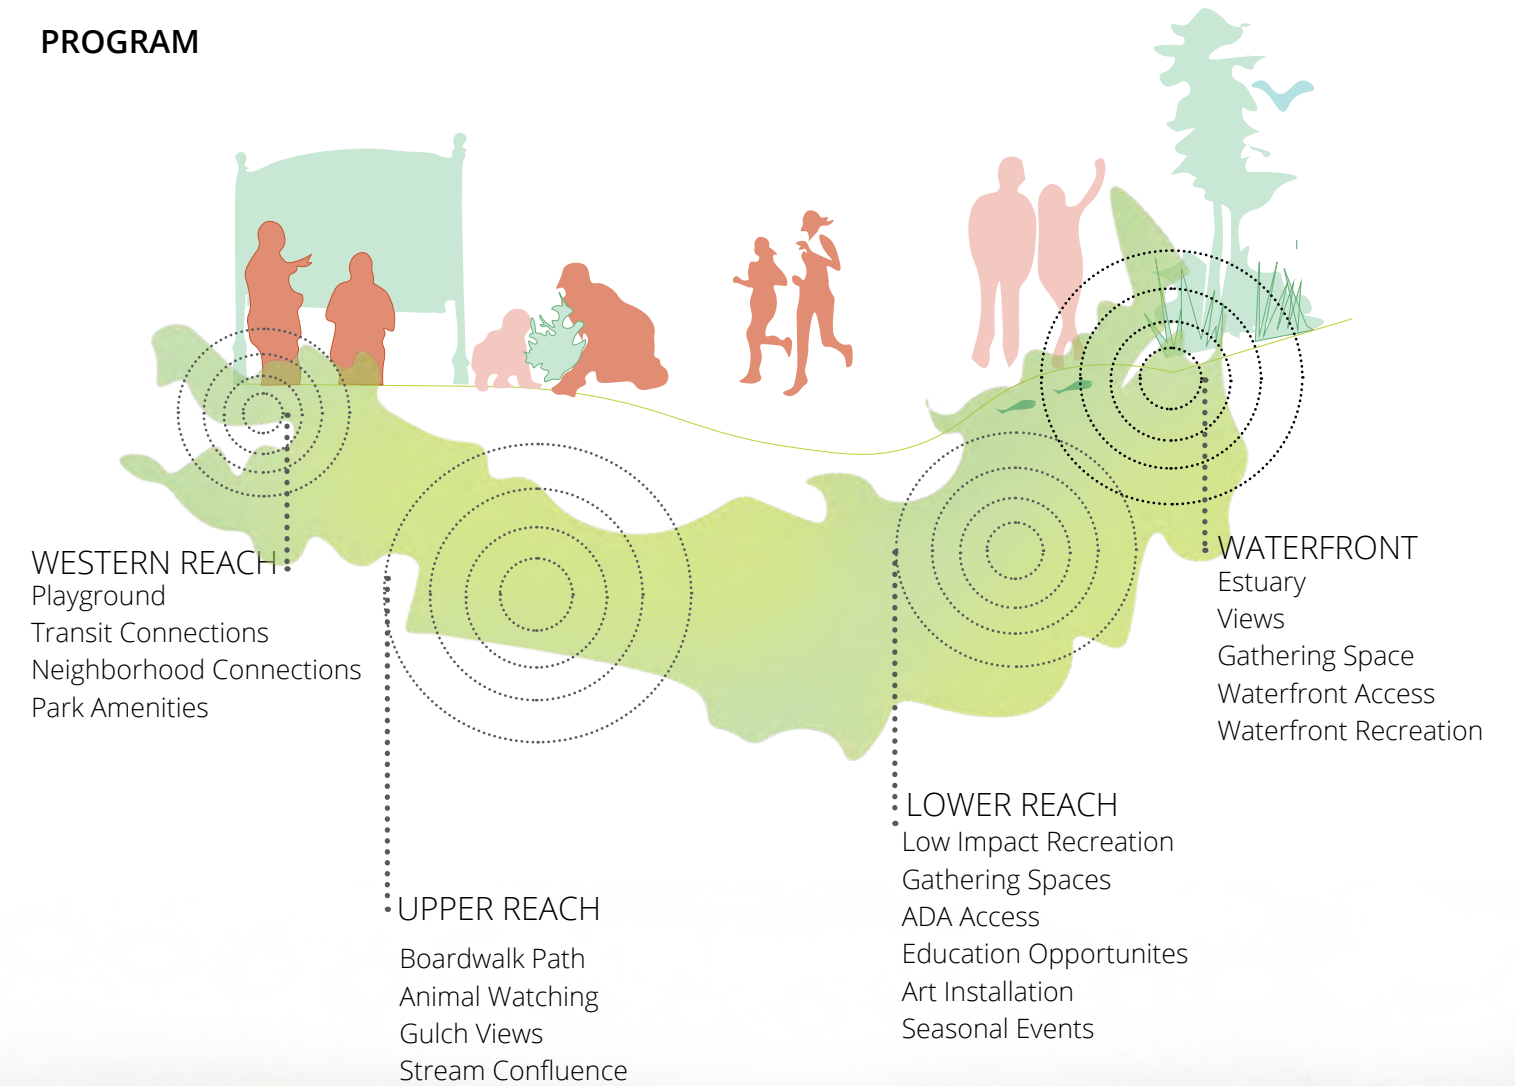 PROGRAM
WESTERN REACH
Playground
Transit Connections
Neighborhood Connections
Park Amenities
UPPER REACH
Boardwalk Path
Animal Watching
Gulch Views
Stream Confluence
LOWER REACH
Low Impact Recreation
Gathering Spaces
ADA Access
Education Opportunites
Art Installation
Seasonal Events
WATERFRONT
Estuary
Views
Gathering Space
Waterfront Access
Waterfront Recreation